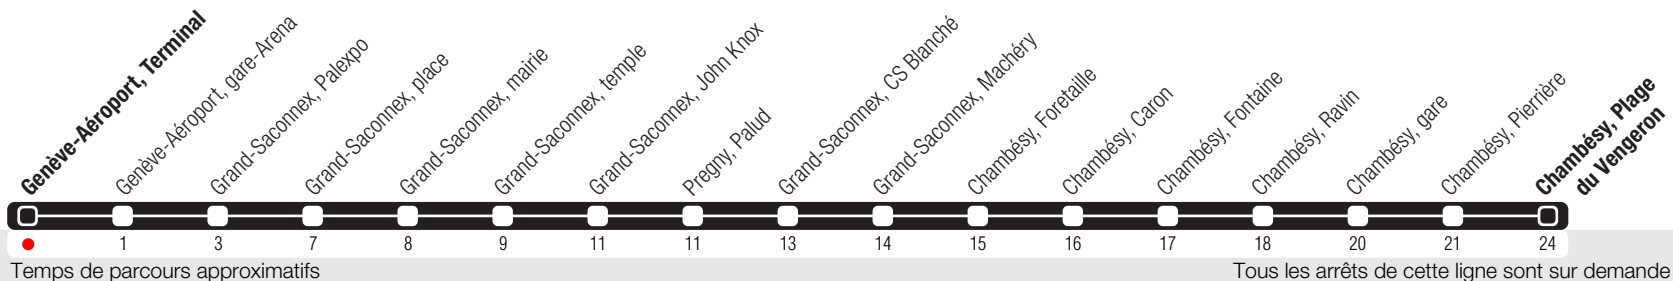 Genève-Aéroport, Terminal
Genève-Aéroport, gare-Arena
Grand-Saconnex, Palexpo
Grand-Saconnex, place
Grand-Saconnex, mairie
Grand-Saconnex, temple
Grand-Saconnex, John Knox
Pregny, Palud
Grand-Saconnex, CS Blanché
Grand-Saconnex, Machéry
Chambésy, Foretaille
Chambésy, Caron
Chambésy, Fontaine
Chambésy, Ravin
Chambésy, gare
Chambésy, Pierrière
Chambésy, Plage
du Vengeron
1 3 7 8 9 11 11 13 14 15 16 17 18 20 21 24
Temps de parcours approximatifs
Tous les arrêts de cette ligne sont sur demande